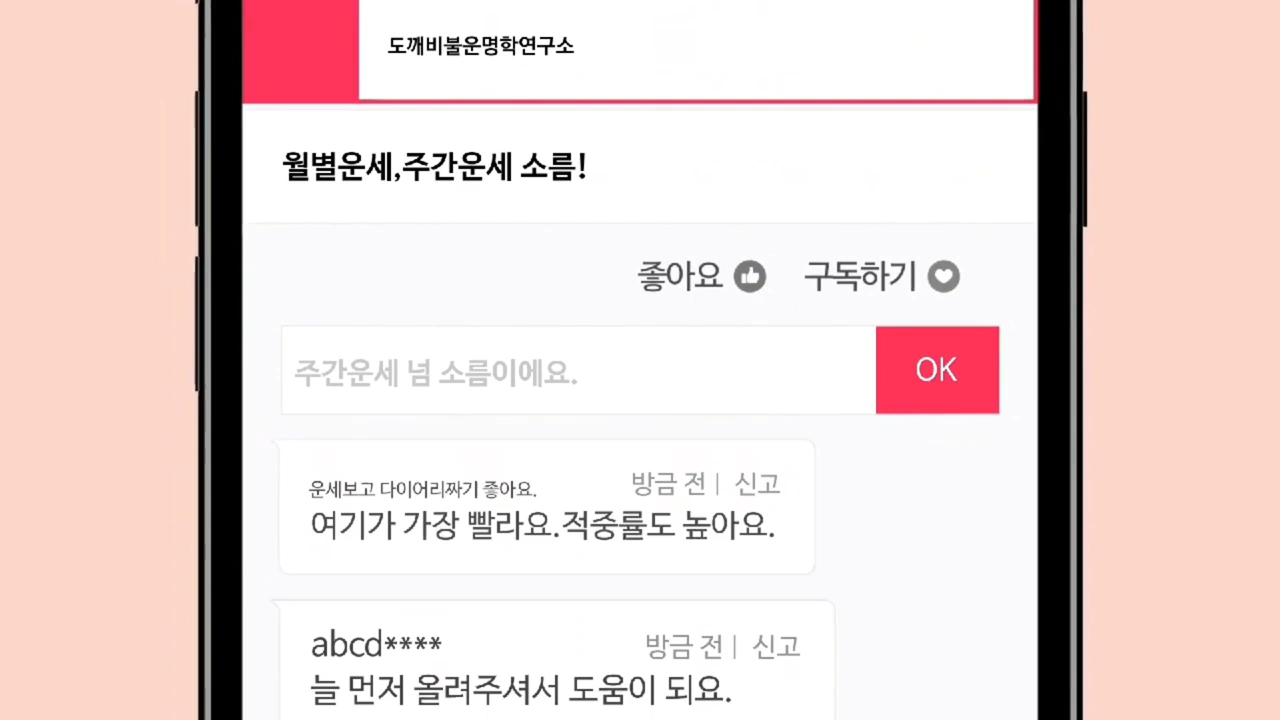 도깨비불운명학연구소
월별운세,주간운세 소름!
좋아요 구독하기
주간운세 넘 소름이에요.
OK
운세보고 다이어리짜기 좋아요.
방금 전 | 신고
여기가 가장 빨라요.적중률도 높아요.
abcd****
방금 전 | 신고
늘 먼저 올려주셔서 도움이 되요.